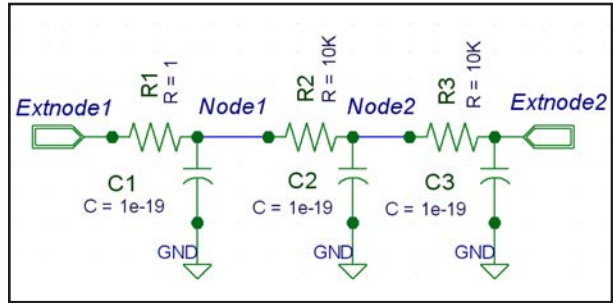 R1
R = 1
R2
R = 10K
R3
R = 10K
Extnode1
Node1
Node2
Extnode2
C1
C = 1e-19
C2
C = 1e-19
C3
C = 1e-19
GND
GND
GND